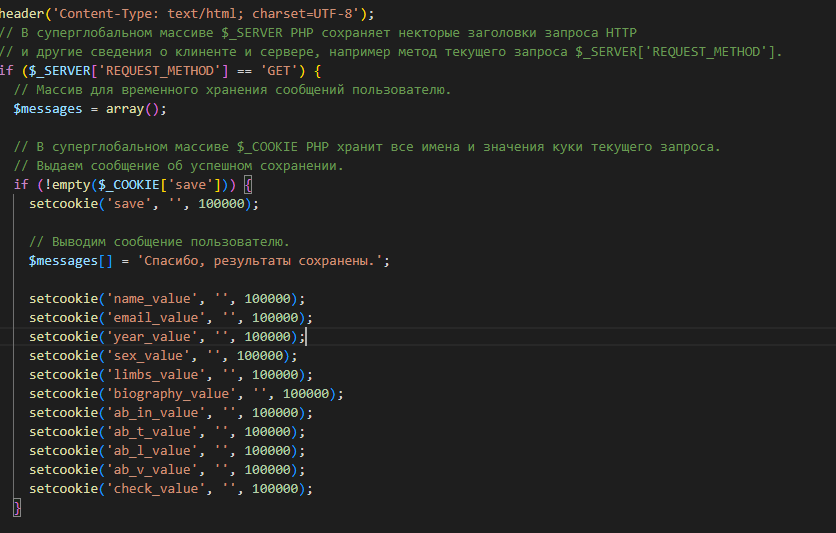 header('Content-Type: text/html; charset=UTF-8');
// В суперглобальном массиве $_SERVER PHP сохраняет некторые заголовки запроса HTTP
// и другие сведения о клиненте и сервере, например метод текущего запроса $_SERVER['REQUEST_METHOD'].
if ($_SERVER['REQUEST_METHOD'] == 'GET') {
  // Массив для временного хранения сообщений пользователю.
  $messages = array();

  // В суперглобальном массиве $_COOKIE PHP хранит все имена и значения куки текущего запроса.
  // Выдаем сообщение об успешном сохранении.
  if (!empty($_COOKIE['save'])) {
    setcookie('save', '', 100000);

    // Выводим сообщение пользователю.
    $messages[] = 'Спасибо, результаты сохранены.';

    setcookie('name_value', '', 100000);
    setcookie('email_value', '', 100000);
    setcookie('year_value', '', 100000);
    setcookie('sex_value', '', 100000);
    setcookie('limbs_value', '', 100000);
    setcookie('biography_value', '', 100000);
    setcookie('ab_in_value', '', 100000);
    setcookie('ab_t_value', '', 100000);
    setcookie('ab_l_value', '', 100000);
    setcookie('ab_v_value', '', 100000);
    setcookie('check_value', '', 100000);
  }